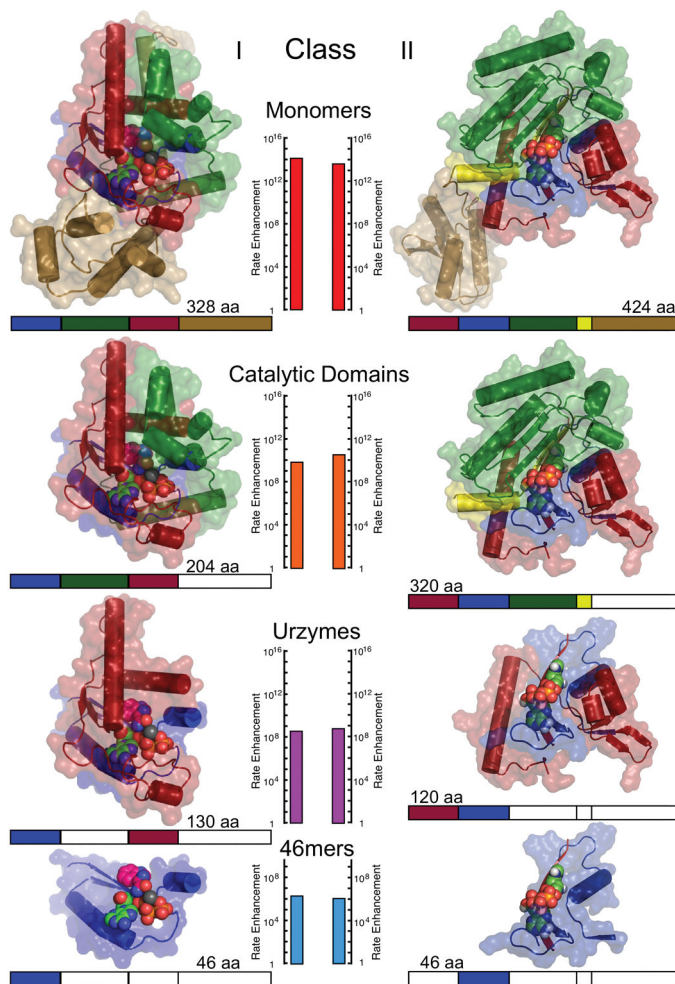 I Class II
Monomers
10^16 10^16
10^12 10^12
Rate Enhancement Rate Enhancement
10^8 10^8
10^4 10^4
1 1
328 aa 424 aa
Catalytic Domains
10^16 10^16
10^12 10^12
Rate Enhancement Rate Enhancement
10^8 10^8
10^4 10^4
1 1
204 aa 320 aa
Urzymes
10^16 10^16
10^12 10^12
Rate Enhancement Rate Enhancement
10^8 10^8
10^4 10^4
1 1
130 aa 120 aa
46mers
10^8 10^8
Rate Enhancement Rate Enhancement
10^4 10^4
1 1
46 aa 46 aa